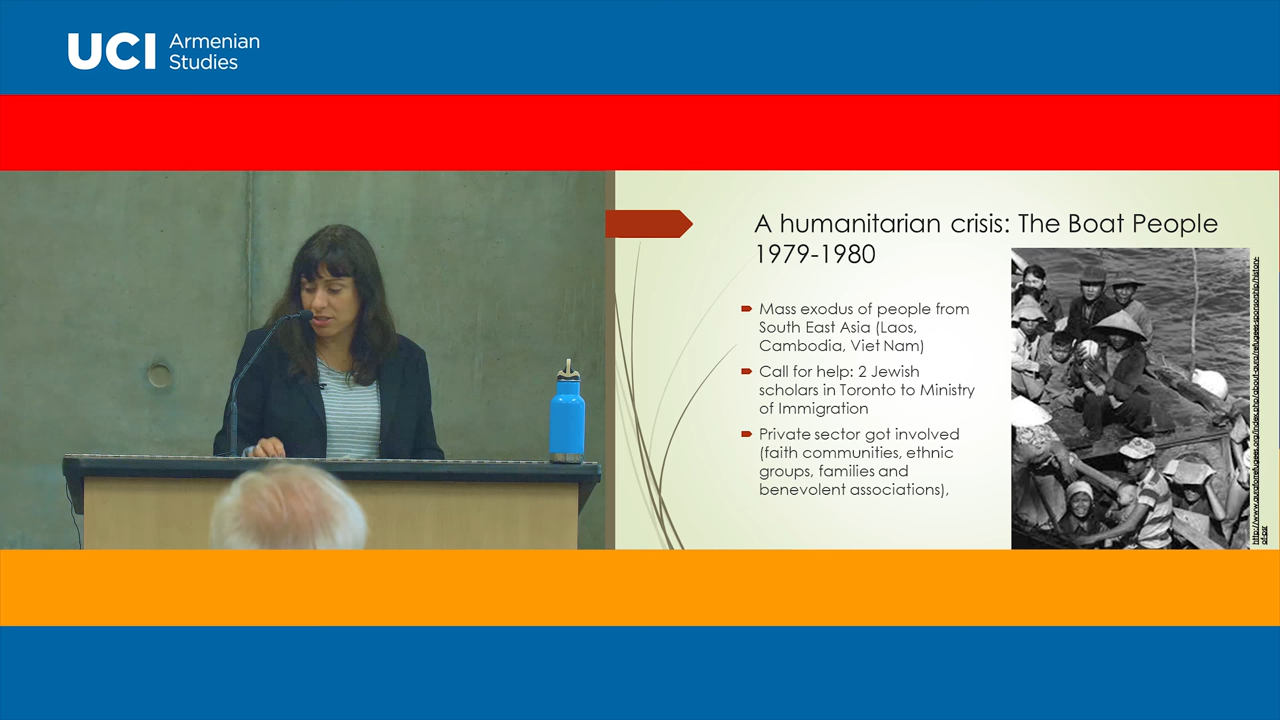 UCI Armenian
Studies
A humanitarian crisis: The Boat People
1979-1980
Mass exodus of people from
South East Asia (Laos,
Cambodia, Viet Nam)
Call for help: 2 Jewish
scholars in Toronto to Ministry
of Immigration
Private sector got involved
(faith communities, ethnic
groups, families and
benevolent associations),